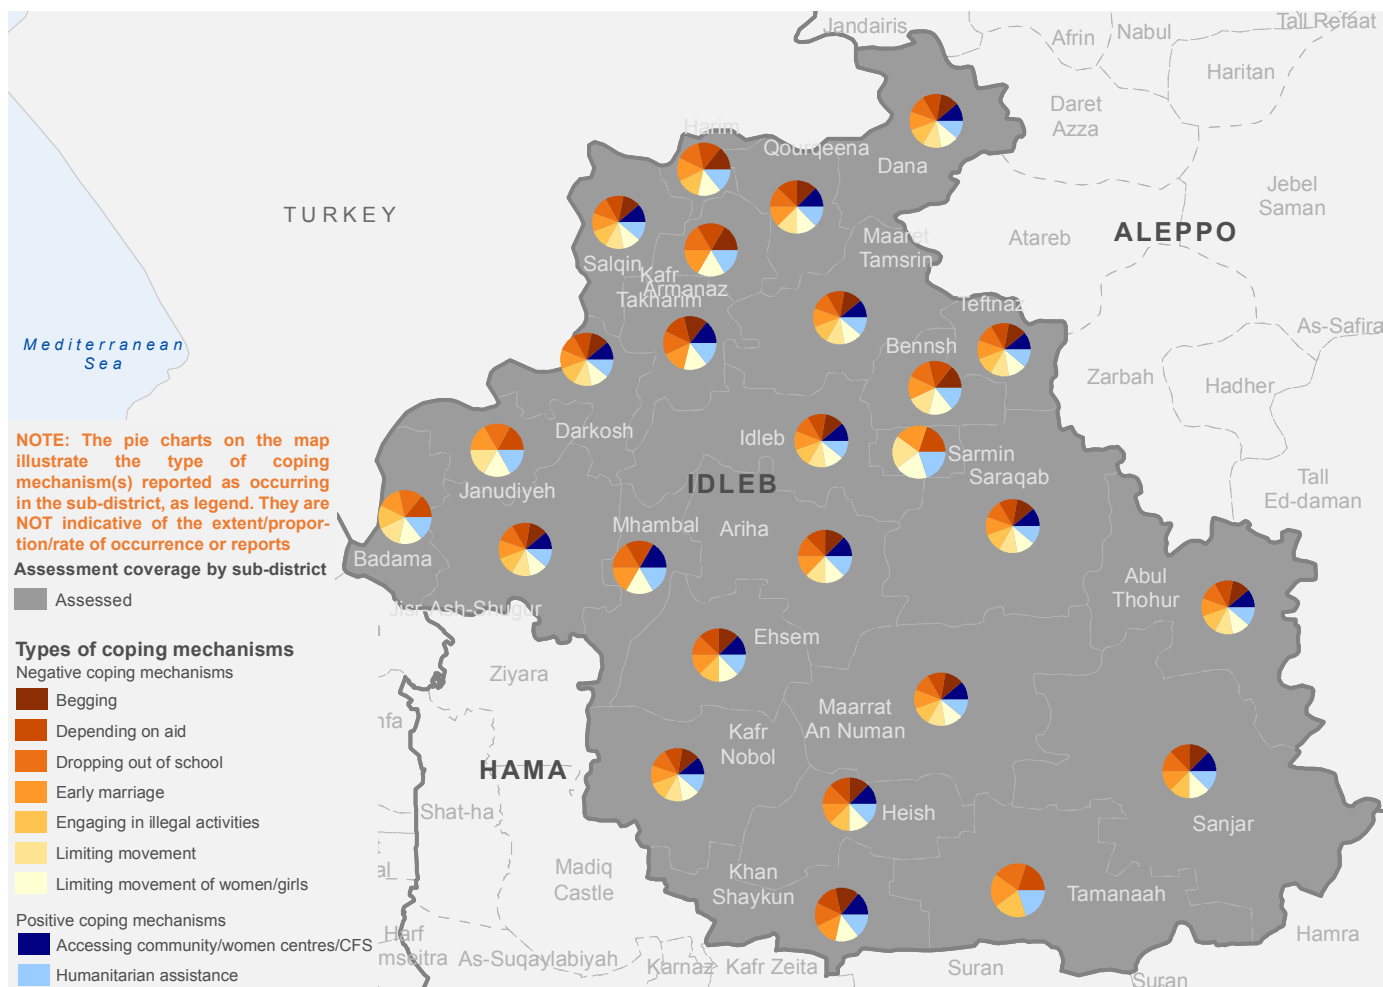 Jandairis
Afrin
Nabul
Tall Refaat
Haritan
Daret
Azza
Harim
Qourqeena
Dana
Jebel
Saman
TURKEY
Maaret
Tamsrin
Atareb
ALEPPO
Salqin
Kafr
Takharim
Armanaz
Teftnaz
As-Safira
Mediterranean
Sea
Bennsh
Zarbah
Hadher
NOTE: The pie charts on the map
illustrate the type of coping
mechanism(s) reported as occurring
in the sub-district, as legend. They are
NOT indicative of the extent/propor-
tion/rate of occurrence or reports
Darkosh
Idleb
Sarmin
Saraqab
Janudiyeh
IDLEB
Tall
Ed-daman
Mhambal
Ariha
Badama
Assessment coverage by sub-district
Assessed
Abul
Thohur
Jisr-Ash-Shugur
Ehsem
Types of coping mechanisms
Negative coping mechanisms
Begging
Depending on aid
Dropping out of school
Early marriage
Engaging in illegal activities
Limiting movement
Limiting movement of women/girls
Positive coping mechanisms
Accessing community/women centres/CFS
Humanitarian assistance
Ziyara
nfa
Maarrat
An Numan
Kafr
Nobol
HAMA
Shat-ha
Heish
Sanjar
al
Madiq
Castle
Khan
Shaykun
Tamanaah
Harf
mseitra
As-Suqaylabiyah
Karnaz
Kafr Zeita
Suran
Hamra
Suran